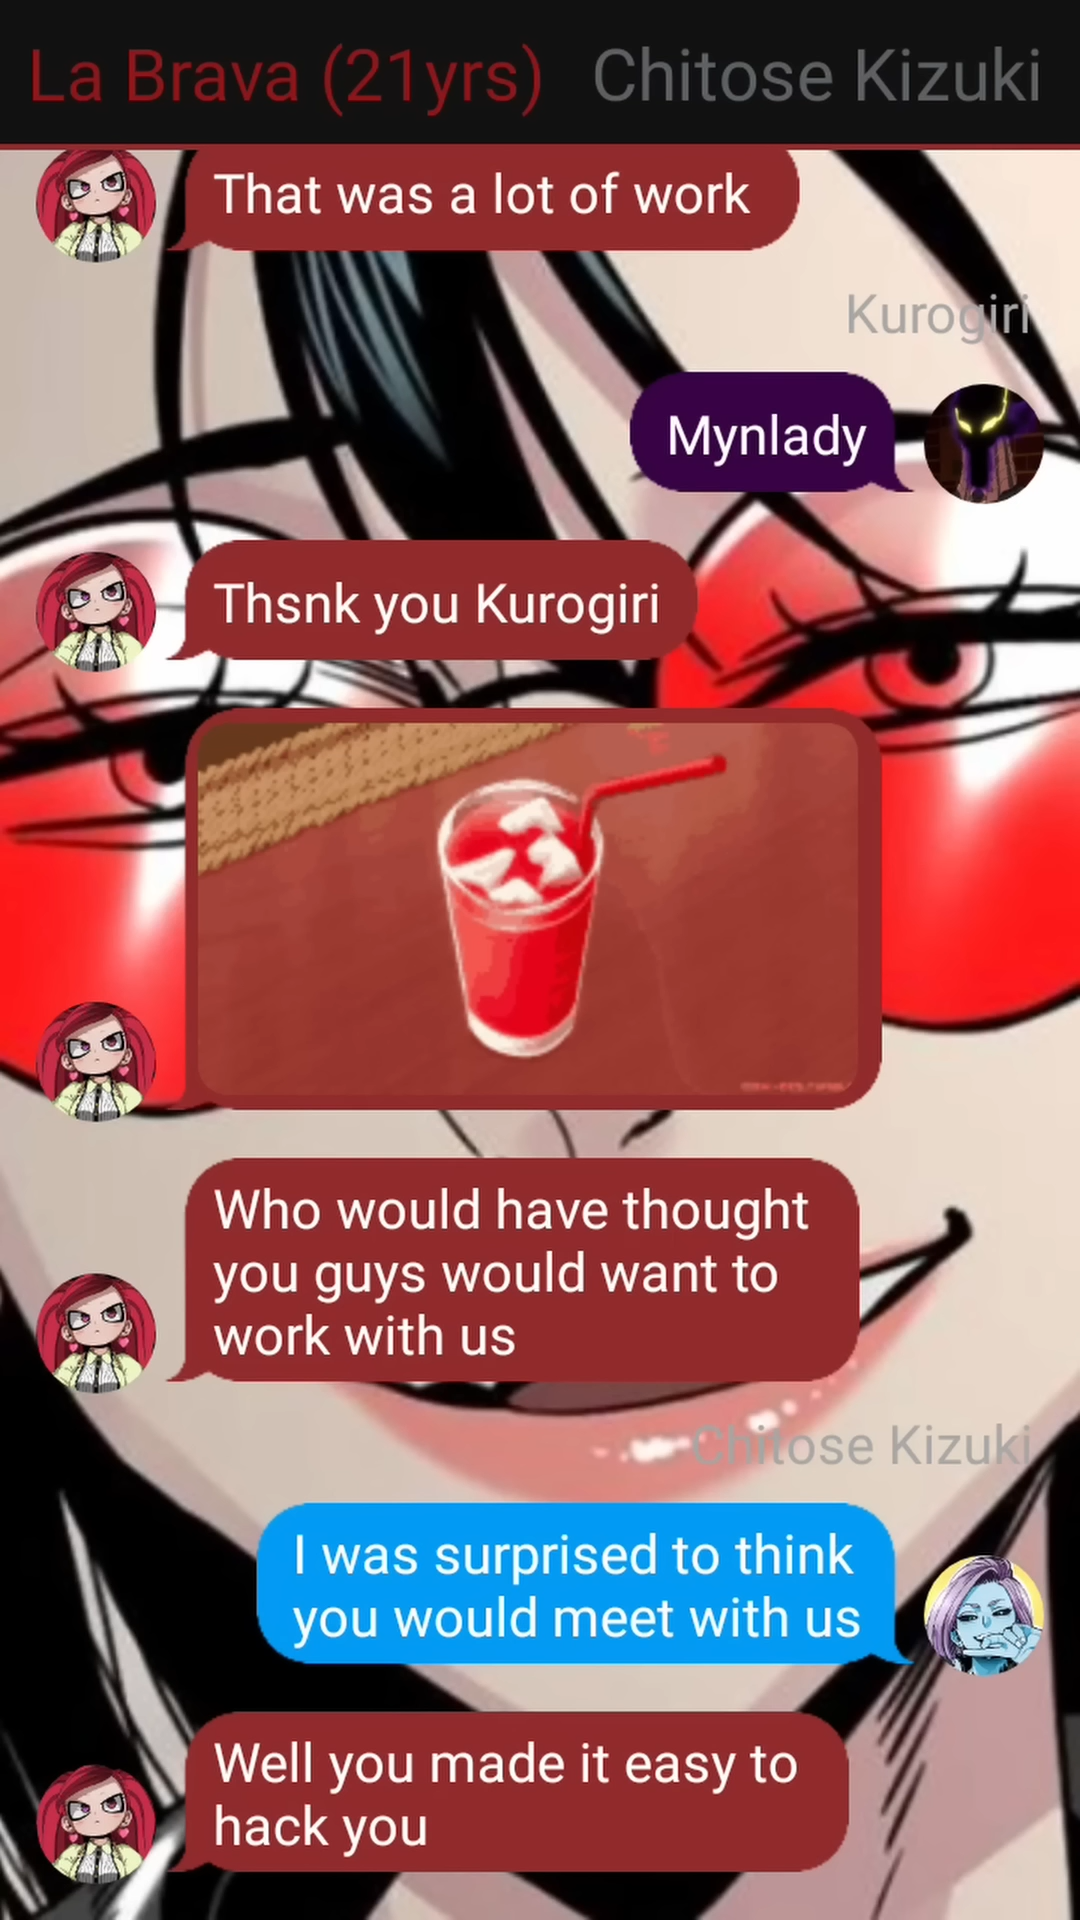 La Brava (21yrs) Chitose Kizuki
That was a lot of work
Kurogiri
Mynlady
Thsnk you Kurogiri
Who would have thought
you guys would want to
work with us
Chitose Kizuki
I was surprised to think
you would meet with us
Well you made it easy to
hack you